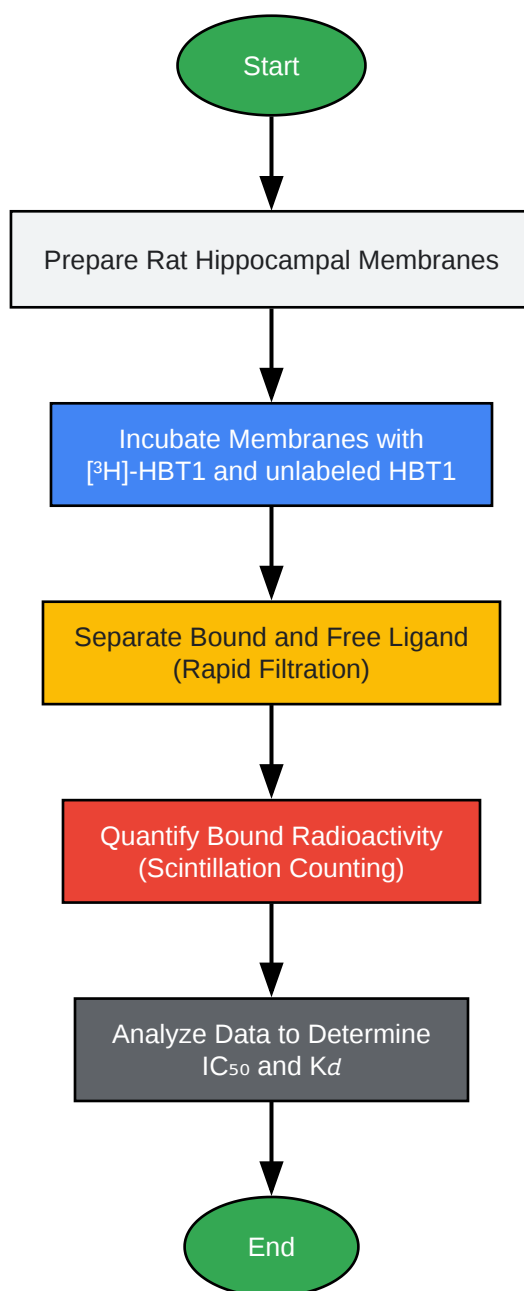 Start
Prepare Rat Hippocampal Membranes
Incubate Membranes with
[³H]-HBT1 and unlabeled HBT1
Separate Bound and Free Ligand
(Rapid Filtration)
Quantify Bound Radioactivity
(Scintillation Counting)
Analyze Data to Determine
IC₅₀ and K𝑑
End